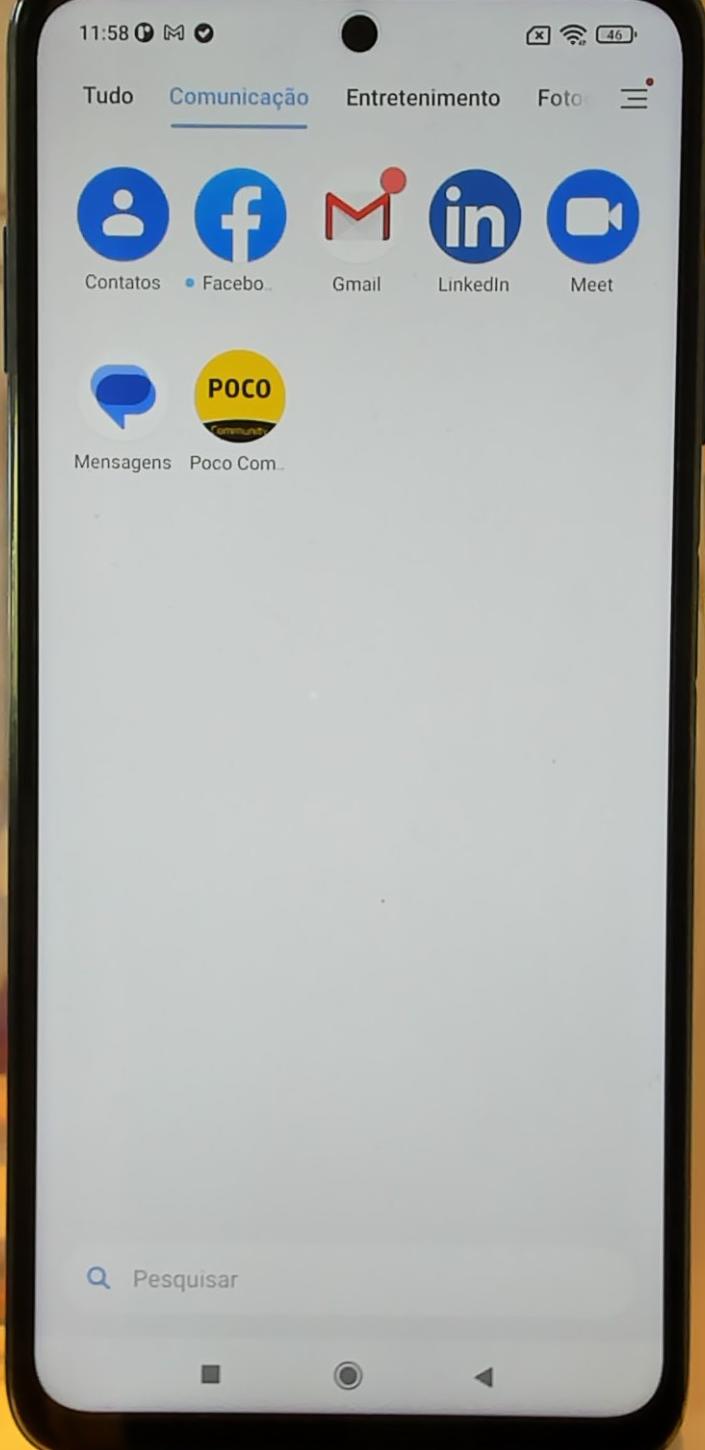 11:58 46
Tudo Comunicação Entretenimento Foto
Contatos Facebo.. Gmail LinkedIn Meet
POCO
Community
Mensagens Poco Com..
Pesquisar